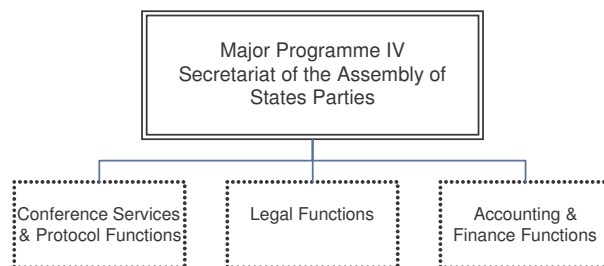 Major Programme IV
Secretariat of the Assembly of
States Parties
Conference Services
& Protocol Functions
Legal Functions
Accounting &
Finance Functions